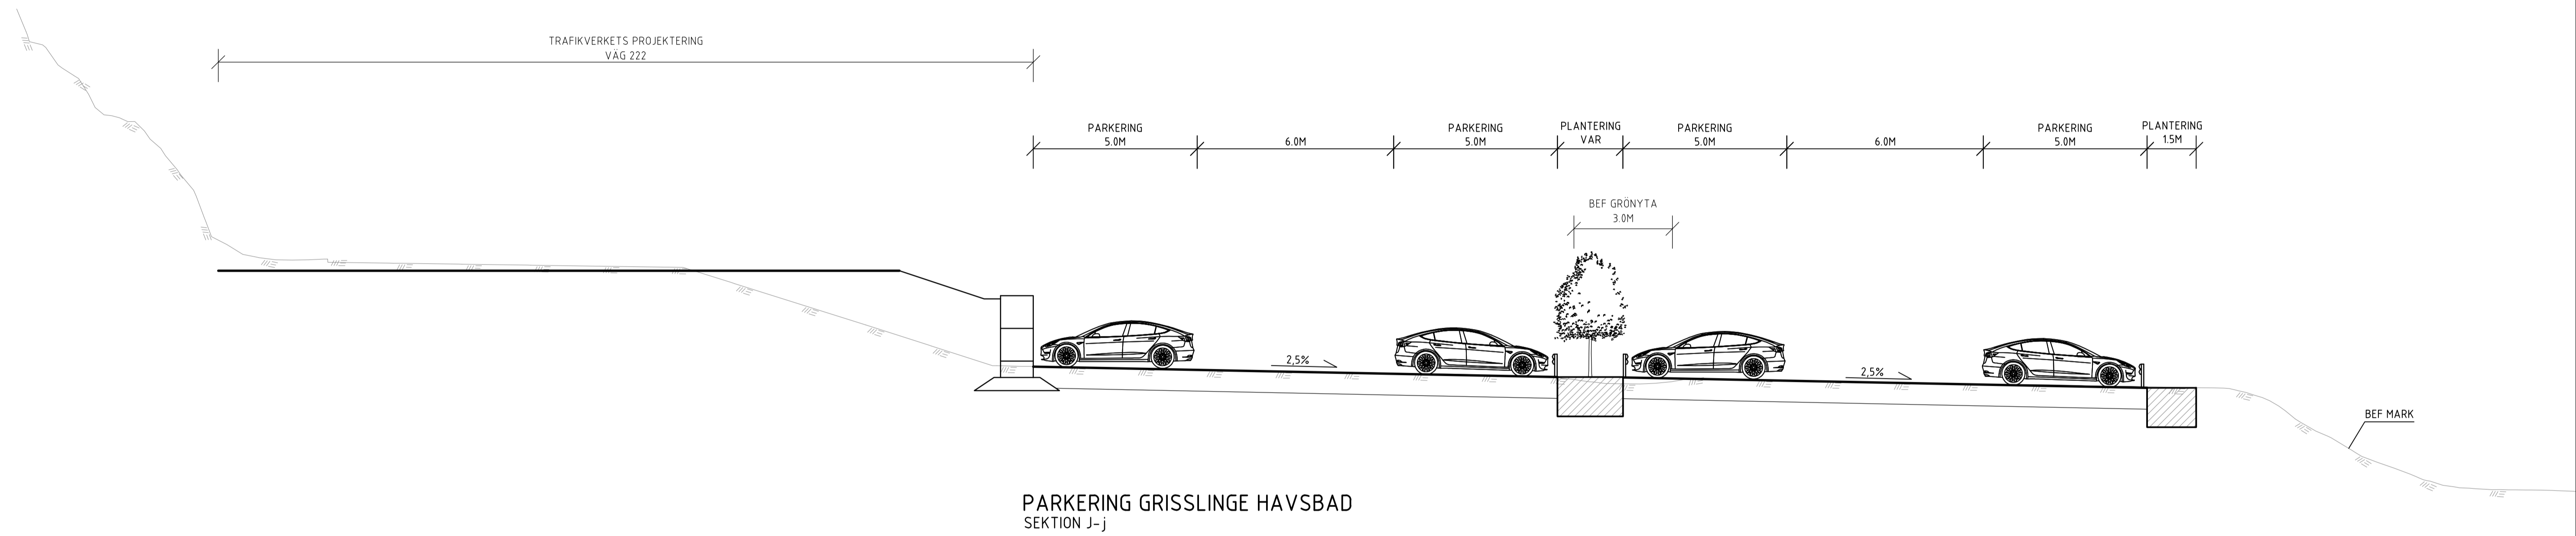 TRAFIKVERKETS PROJEKTERING
VÄG 222
PARKERING
5.0M
6.0M
PARKERING
5.0M
PLANTERING
VAR
PARKERING
5.0M
6.0M
PARKERING
5.0M
PLANTERING
1.5M
BEF GRÖNYTA
3.0M
2,5%
2,5%
BEF MARK
PARKERING GRISSLINGE HAVSBAD
SEKTION J-j